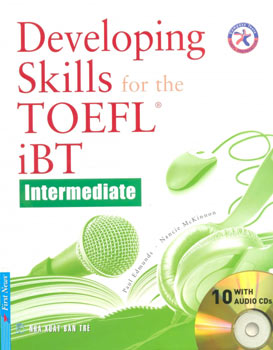 Developing
Skills for the
TOEFL®
iBT
Intermediate
Paul Edmunds · Nancie McKinnon
10 WITH
AUDIO CDs
First News
NHÀ XUẤT BẢN TRẺ